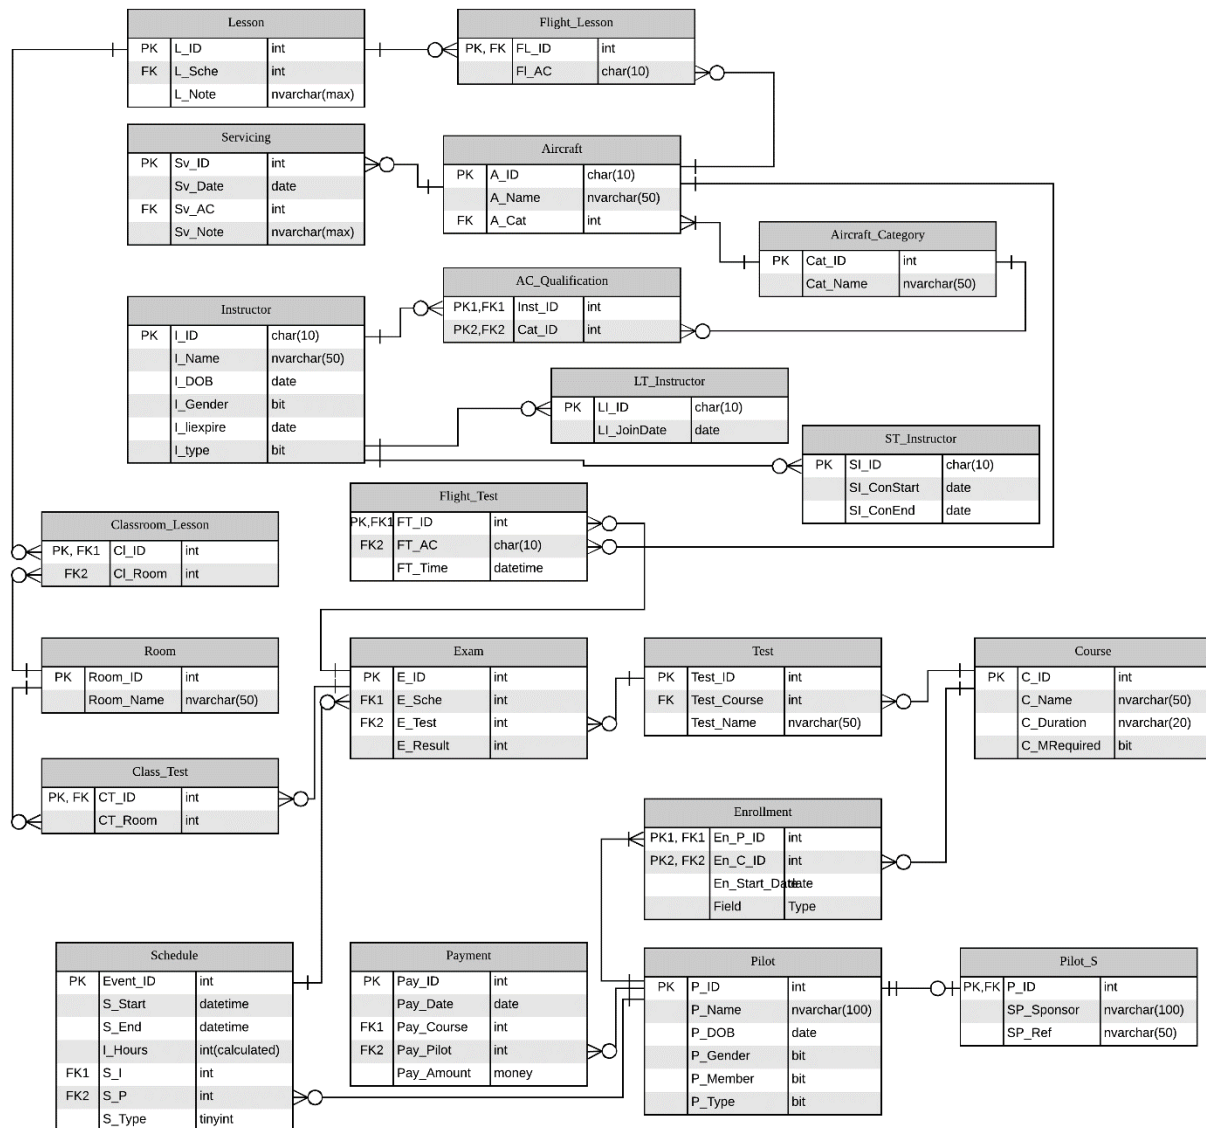 Lesson
PK L_ID int
FK L_Sche int
L_Note nvarchar(max)
Flight_Lesson
PK, FK FL_ID int
Fl_AC char(10)
Servicing
PK Sv_ID int
Sv_Date date
FK Sv_AC int
Sv_Note nvarchar(max)
Aircraft
PK A_ID char(10)
A_Name nvarchar(50)
FK A_Cat int
Aircraft_Category
PK Cat_ID int
Cat_Name nvarchar(50)
AC_Qualification
PK1,FK1 Inst_ID int
PK2,FK2 Cat_ID int
Instructor
PK I_ID char(10)
I_Name nvarchar(50)
I_DOB date
I_Gender bit
I_liexpire date
I_type bit
LT_Instructor
PK LI_ID char(10)
LI_JoinDate date
ST_Instructor
PK SI_ID char(10)
SI_ConStart date
SI_ConEnd date
Flight_Test
PK,FK1 FT_ID int
FK2 FT_AC char(10)
FT_Time datetime
Classroom_Lesson
PK, FK1 Cl_ID int
FK2 Cl_Room int
Room
PK Room_ID int
Room_Name nvarchar(50)
Exam
PK E_ID int
FK1 E_Sche int
FK2 E_Test int
E_Result int
Test
PK Test_ID int
FK Test_Course int
Test_Name nvarchar(50)
Course
PK C_ID int
C_Name nvarchar(50)
C_Duration nvarchar(20)
C_MRequired bit
Class_Test
PK, FK CT_ID int
CT_Room int
Enrollment
PK1, FK1 En_P_ID int
PK2, FK2 En_C_ID int
En_Start_Date date
Field Type
Schedule
PK Event_ID int
S_Start datetime
S_End datetime
I_Hours int(calculated)
FK1 S_I int
FK2 S_P int
S_Type tinyint
Payment
PK Pay_ID int
Pay_Date date
FK1 Pay_Course int
FK2 Pay_Pilot int
Pay_Amount money
Pilot
PK P_ID int
P_Name nvarchar(100)
P_DOB date
P_Gender bit
P_Member bit
P_Type bit
Pilot_S
PK,FK P_ID int
SP_Sponsor nvarchar(100)
SP_Ref nvarchar(50)